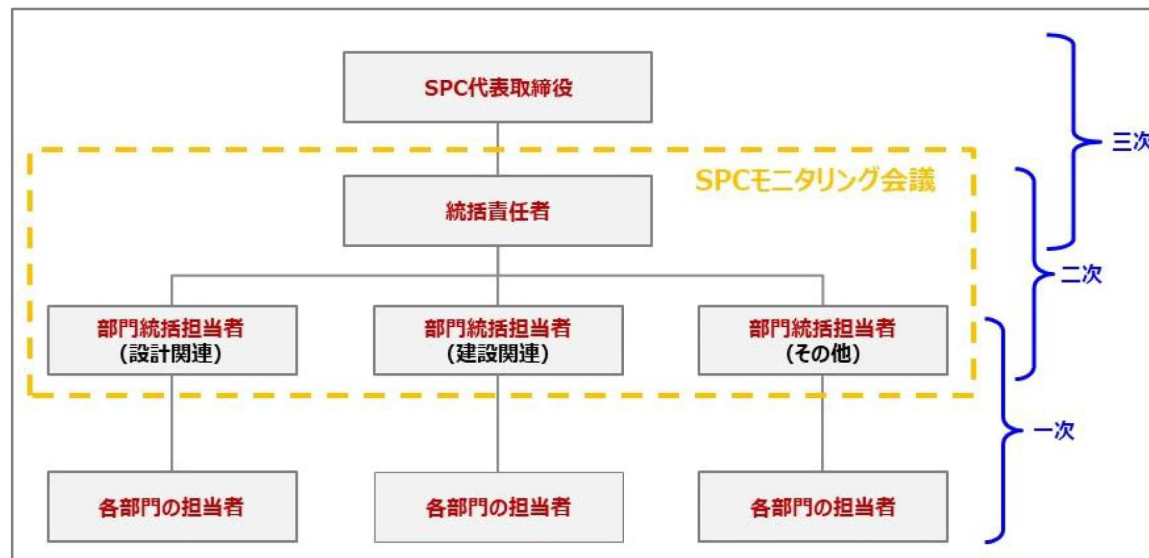 SPC代表取締役
三次
SPCモニタリング会議
統括責任者
二次
部門統括担当者
(設計関連)
部門統括担当者
(建設関連)
部門統括担当者
(その他)
一次
各部門の担当者
各部門の担当者
各部門の担当者